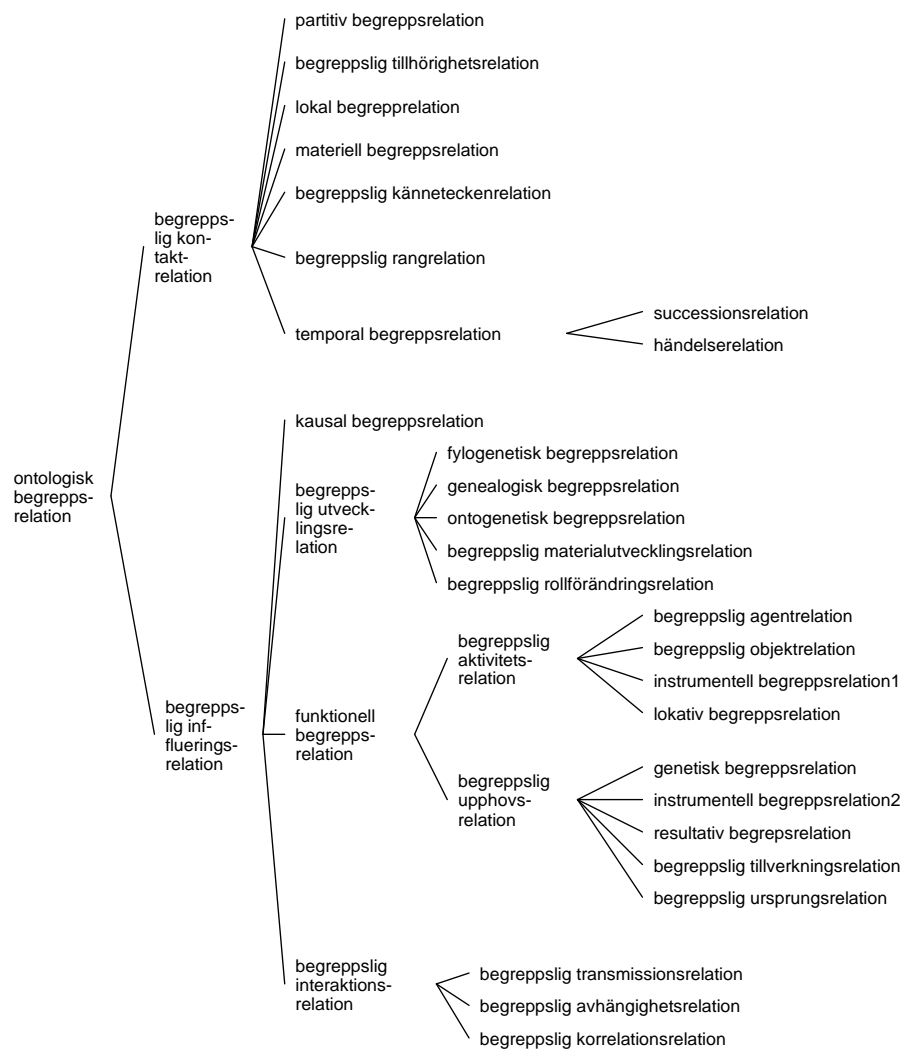 partitiv begreppsrelation
begreppslig tillhörighetsrelation
lokal begrepprelation
materiell begreppsrelation
begreppslig känneteckenrelation
begrepps-
lig kon-
takt-
relation
begreppslig rangrelation
temporal begreppsrelation
successionsrelation
händelserelation
ontologisk
begrepps-
relation
kausal begreppsrelation
begrepps-
lig utveck-
lingsre-
lation
fylogenetisk begreppsrelation
genealogisk begreppsrelation
ontogenetisk begreppsrelation
begreppslig materialutvecklingsrelation
begreppslig rollförändringsrelation
begrepps-
lig inf-
fluerings-
relation
funktionell
begrepps-
relation
begreppslig
aktivitets-
relation
begreppslig agentrelation
begreppslig objektrelation
instrumentell begreppsrelation1
lokativ begreppsrelation
begreppslig
upphovs-
relation
genetisk begreppsrelation
instrumentell begreppsrelation2
resultativ begrepsrelation
begreppslig tillverkningsrelation
begreppslig ursprungsrelation
begreppslig
interaktions-
relation
begreppslig transmissionsrelation
begreppslig avhängighetsrelation
begreppslig korrelationsrelation